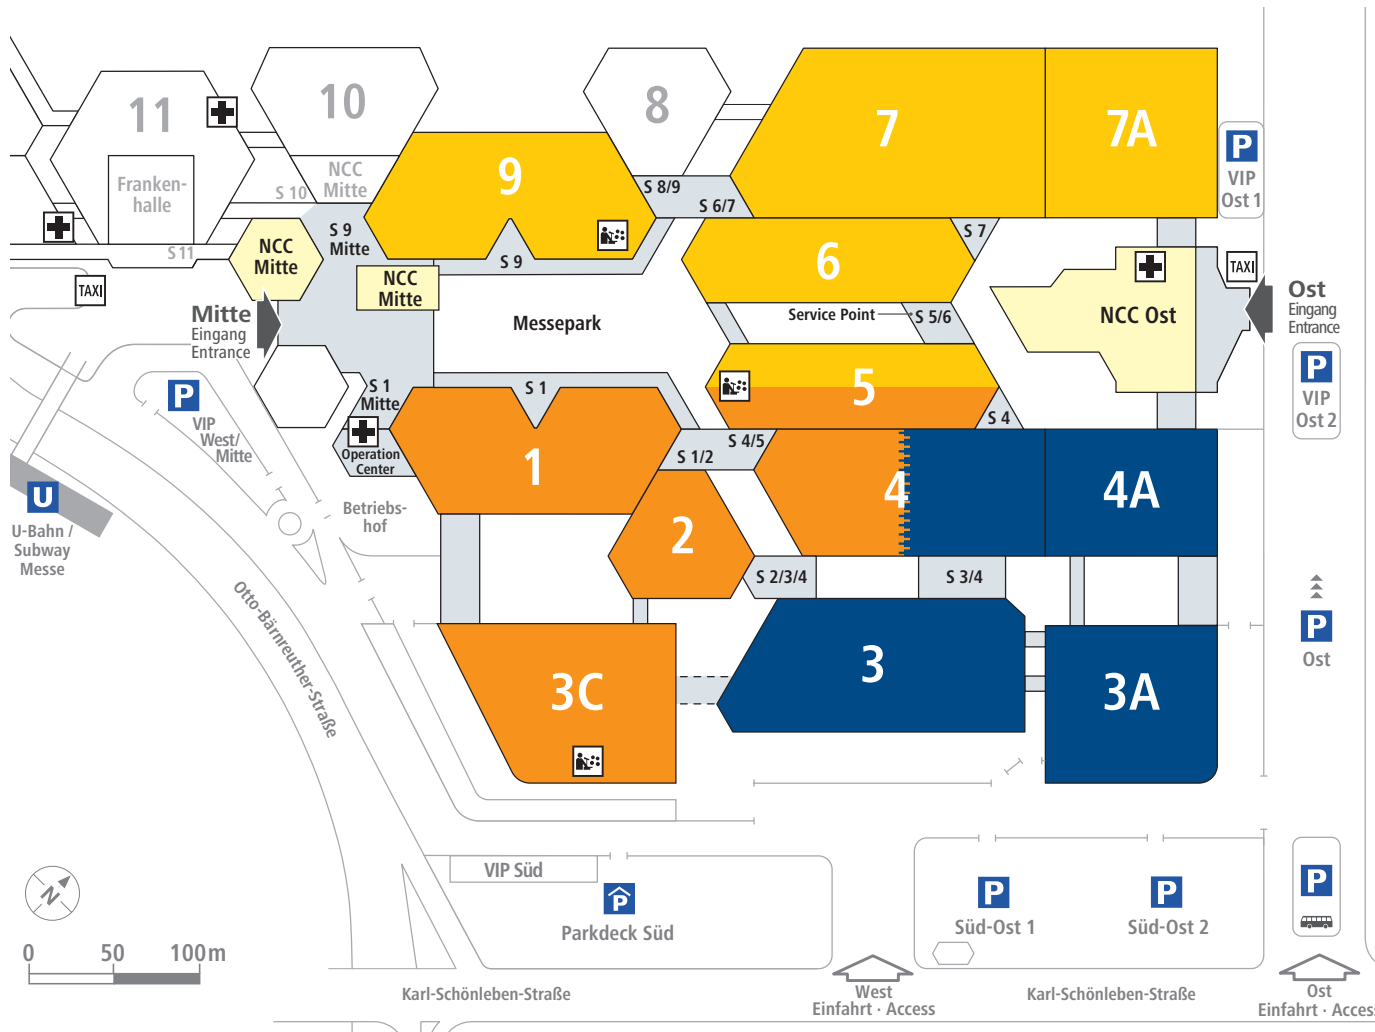 11
10
8
7
7A
9
Franken-
halle
NCC
Mitte
S 10
S 11
S 8/9
S 6/7
P
VIP
Ost 1
NCC
Mitte
S 9
Mitte
S 9
NCC
Mitte
6
S 7
TAXI
TAXI
Mitte
Eingang
Entrance
Messepark
Service Point
S 5/6
NCC Ost
Ost
Eingang
Entrance
P
VIP
Ost 2
5
S 4
S 1
S 1
Mitte
P
VIP
West/
Mitte
Operation
Center
1
S 4/5
S 1/2
4
4A
U
U-Bahn /
Subway
Messe
Betriebs-
hof
2
S 2/3/4
S 3/4
Otto-Bärnreuther-Straße
P
Ost
3C
3
3A
N
0 50 100m
VIP Süd
P
Parkdeck Süd
P
Süd-Ost 1
P
Süd-Ost 2
P
Karl-Schönleben-Straße
West
Einfahrt · Access
Karl-Schönleben-Straße
Ost
Einfahrt · Access